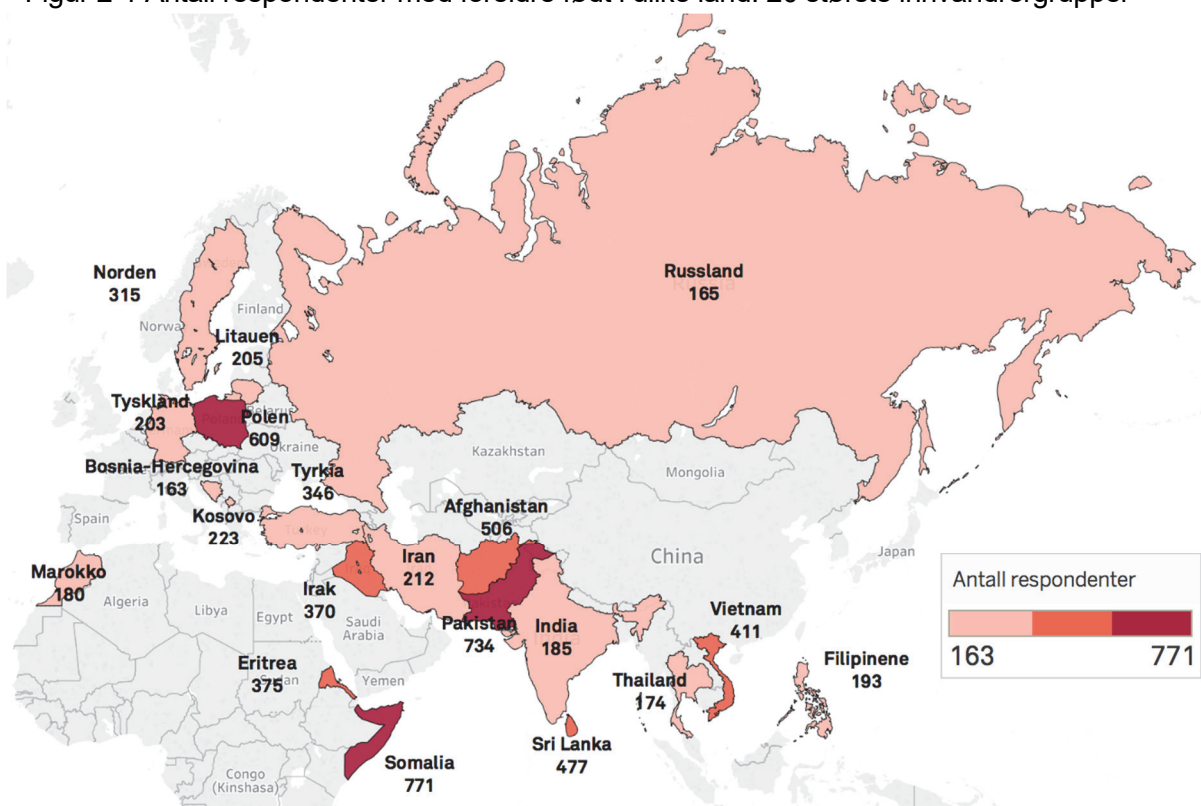 Norden
315
Russland
165
Finland
Norwa
Litauen
205
Tyskland
203
Polen
609
Belarus
Ukraine
Bosnia-Hercegovina
163
Tyrkia
346
Kazakhstan
Mongolia
Spain
Kosovo
223
Turkey
Afghanistan
506
China
Japan
Iran
212
Marokko
180
Algeria
Libya
Egypt
Irak
370
Saudi
Arabia
Pakistan
734
India
185
Vietnam
411
Antall respondenter
163
771
Eritrea
375
Yemen
Thailand
174
Filipinene
193
Sri Lanka
477
Somalia
771
Congo
(Kinshasa)